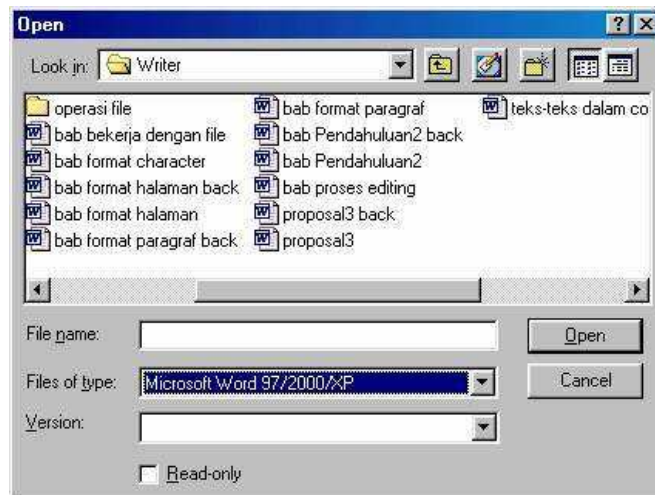 Open
Look in: Writer
operasi file
bab bekerja dengan file
bab format character
bab format halaman back
bab format halaman
bab format paragraf back
bab format paragraf
bab Pendahuluan2 back
bab Pendahuluan2
bab proses editing
proposal3 back
proposal3
teks-teks dalam co
File name:
Open
Files of type: Microsoft Word 97/2000/XP
Cancel
Version:
Read-only